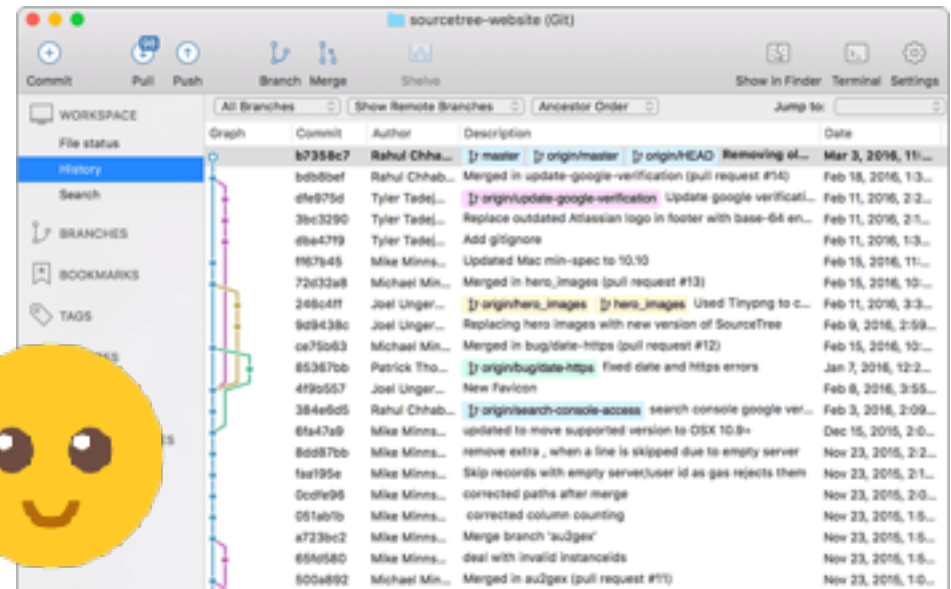 sourcetree-website (Git)
Commit Pull Push Branch Merge Shelve Show in Finder Terminal Settings
All Branches Show Remote Branches Ancestor Order Jump to:
WORKSPACE
File status
History
Search
BRANCHES
BOOKMARKS
TAGS
Graph Commit Author Description Date
b7358c7 Rahul Chha... master origin/master origin/HEAD Removing ol... Mar 3, 2016, 11:...
bdb8bef Rahul Chhab... Merged in update-google-verification (pull request #14) Feb 18, 2016, 1:3...
dfe975d Tyler Tadej... origin/update-google-verification Update google verificati... Feb 11, 2016, 2:2...
3bc3290 Tyler Tadej... Replace outdated Atlassian logo in footer with base-64 en... Feb 11, 2016, 2:1...
dba47f9 Tyler Tadej... Add gitignore Feb 11, 2016, 1:3...
ff67b45 Mike Minns... Updated Mac min-spec to 10.10 Feb 15, 2016, 11:...
72d32a8 Michael Min... Merged in hero_images (pull request #13) Feb 15, 2016, 10:...
246c4ff Joel Unger... origin/hero_images hero_images Used Tinypng to c... Feb 11, 2016, 3:3...
9d9438c Joel Unger... Replacing hero images with new version of SourceTree Feb 9, 2016, 2:59...
ce75b63 Michael Min... Merged in bug/date-https (pull request #12) Feb 15, 2016, 10:...
85367bb Patrick Tho... origin/bug/date-https fixed date and https errors Jan 7, 2016, 12:2...
4f9b557 Joel Unger... New Favicon Feb 8, 2016, 3:55...
384e6d5 Rahul Chhab... origin/search-console-access search console google ver... Feb 3, 2016, 2:09...
6fa47a9 Mike Minns... updated to move supported version to OSX 10.9+ Dec 15, 2015, 2:0...
8dd87bb Mike Minns... remove extra , when a line is skipped due to empty server Nov 23, 2015, 2:2...
faa195e Mike Minns... Skip records with empty server/user id as gas rejects them Nov 23, 2015, 2:1...
0cdfe96 Mike Minns... corrected paths after merge Nov 23, 2015, 2:0...
051ab1b Mike Minns... corrected column counting Nov 23, 2015, 1:5...
a723bc2 Mike Minns... Merge branch 'au2gex' Nov 23, 2015, 1:5...
65fd580 Mike Minns... deal with invalid instanceids Nov 23, 2015, 1:5...
500a892 Michael Min... Merged in au2gex (pull request #11) Nov 23, 2015, 1:0...